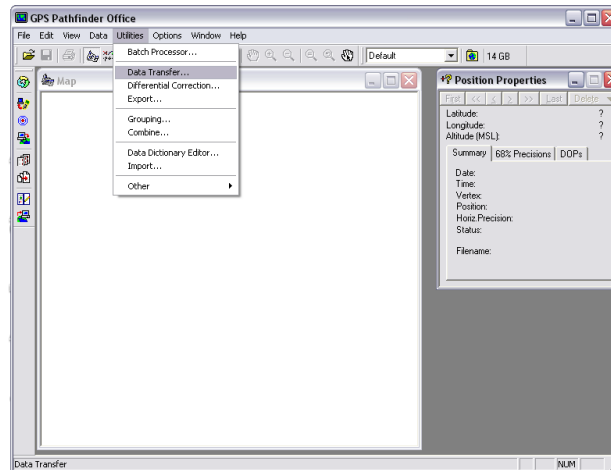 GPS Pathfinder Office
File Edit View Data Utilities Options Window Help
Default 14 GB
Batch Processor...
Data Transfer...
Differential Correction...
Export...
Grouping...
Combine...
Data Dictionary Editor...
Import...
Other
Map
Position Properties
First << < > >> Last Delete
Latitude: ?
Longitude: ?
Altitude (MSL): ?
Summary 68% Precisions DOPs
Date:
Time:
Vertex:
Position:
Horiz.Precision:
Status:
Filename:
Data Transfer NUM